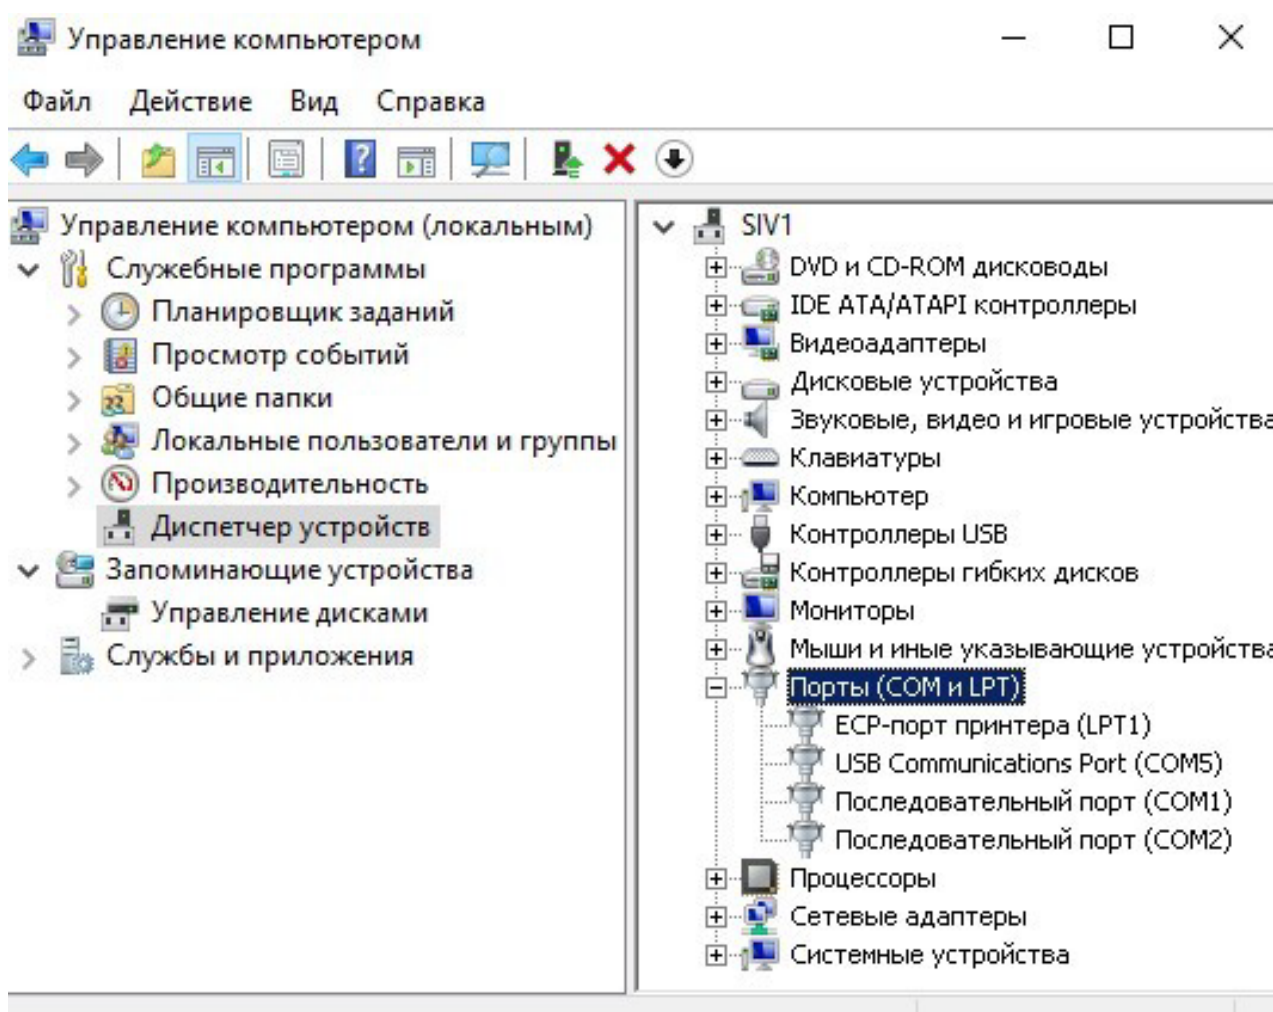 Управление компьютером
Файл Действие Вид Справка
Управление компьютером (локальным)
Служебные программы
Планировщик заданий
Просмотр событий
Общие папки
Локальные пользователи и группы
Производительность
Диспетчер устройств
Запоминающие устройства
Управление дисками
Службы и приложения
SIV1
DVD и CD-ROM дисководы
IDE ATA/ATAPI контроллеры
Видеоадаптеры
Дисковые устройства
Звуковые, видео и игровые устройства
Клавиатуры
Компьютер
Контроллеры USB
Контроллеры гибких дисков
Мониторы
Мыши и иные указывающие устройства
Порты (COM и LPT)
ECP-порт принтера (LPT1)
USB Communications Port (COM5)
Последовательный порт (COM1)
Последовательный порт (COM2)
Процессоры
Сетевые адаптеры
Системные устройства